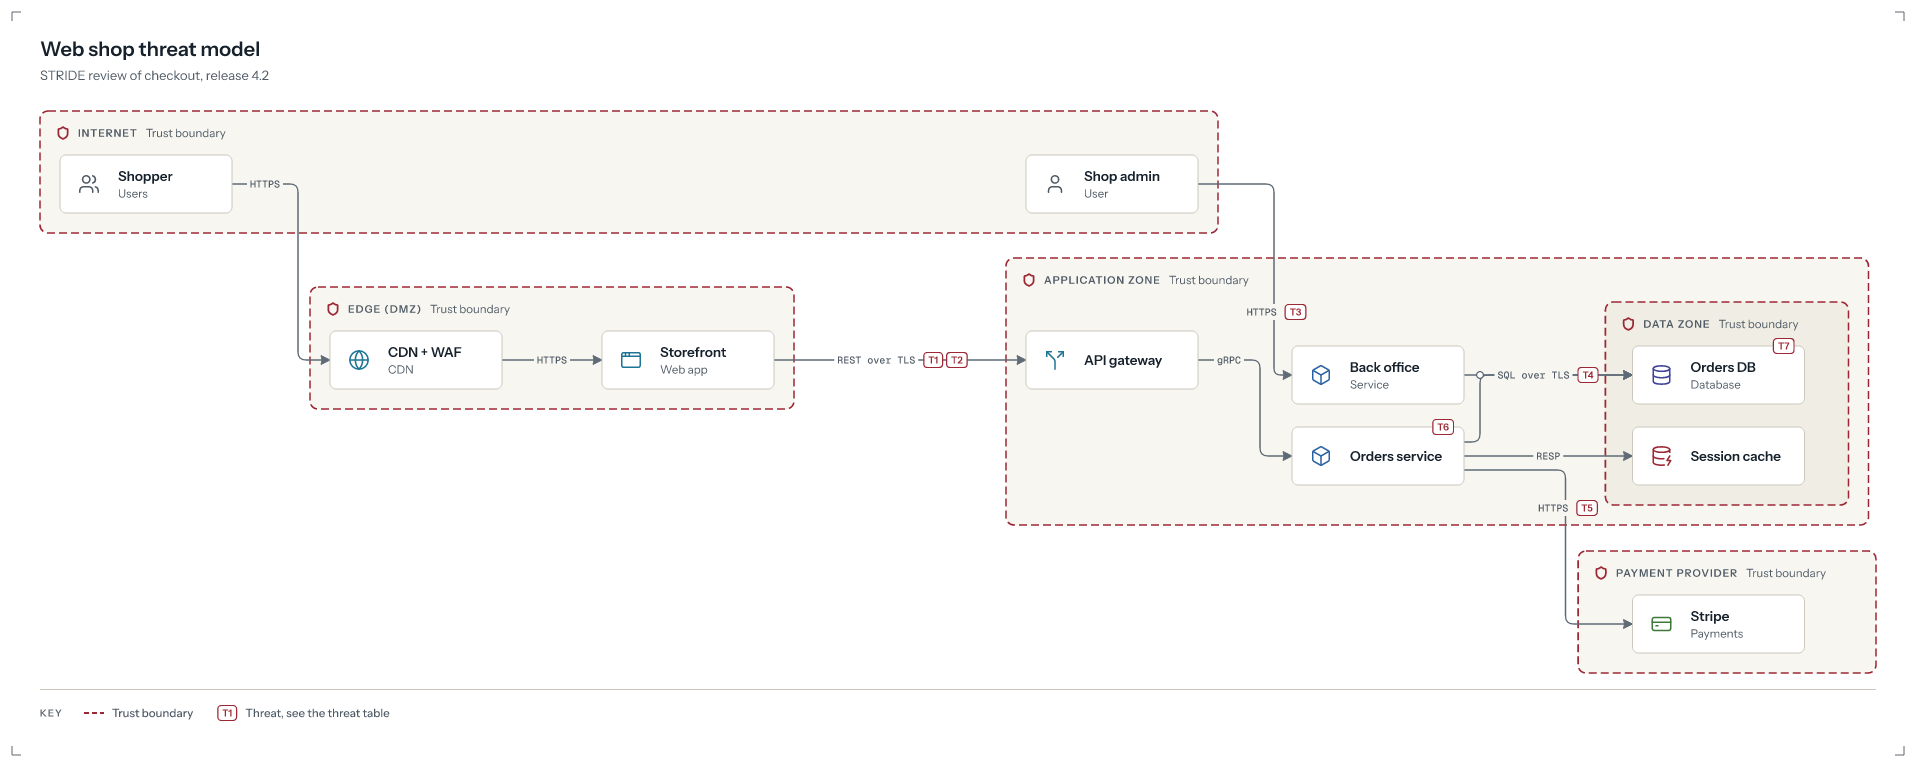 Web shop threat model
STRIDE review of checkout, release 4.2
INTERNET Trust boundary
Shopper
Users
HTTPS
Shop admin
User
APPLICATION ZONE Trust boundary
EDGE (DMZ) Trust boundary
HTTPS T3
DATA ZONE Trust boundary
T7
CDN + WAF
CDN
HTTPS
Storefront
Web app
REST over TLS T1 T2
API gateway
gRPC
Back office
Service
SQL over TLS T4
Orders DB
Database
T6
Orders service
RESP
Session cache
HTTPS T5
PAYMENT PROVIDER Trust boundary
Stripe
Payments
KEY Trust boundary T1 Threat, see the threat table